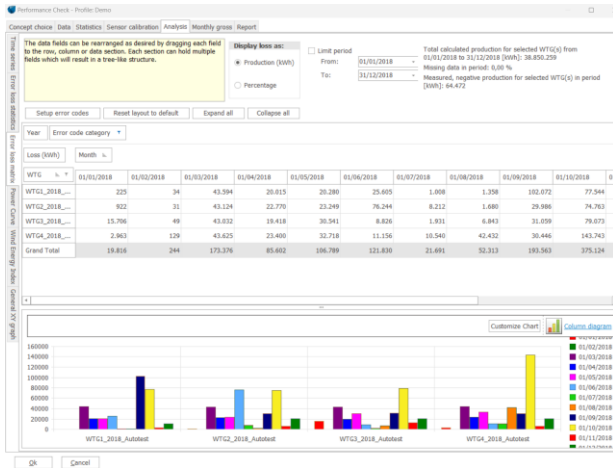 Performance Check - Profile Demo
Concept choice Data Statistics Sensor calibration Analysis Monthly gross Report
Time series
Error loss statistics
Error loss matrix
Power Curve
Wind Energy Index
General XY graph
The data fields can be rearranged as desired by dragging each field
to the row, column or data section. Each section can hold multiple
fields which will result in a tree-like structure.
Display loss as:
Production (kWh)
Percentage
Limit period
From: 01/01/2018
To: 31/12/2018
Total calculated production for selected WTG(s) from
01/01/2018 to 31/12/2018 [kWh]: 38.850.259
Missing data in period: 0,00 %
Measured, negative production for selected WTG(s) in period
[kWh]: 64.472
Setup error codes Reset layout to default Expand all Collapse all
Year Error code category
Loss (kWh) Month
WTG 01/01/2018 01/02/2018 01/03/2018 01/04/2018 01/05/2018 01/06/2018 01/07/2018 01/08/2018 01/09/2018 01/10/2018
WTG1_2018_... 225 34 43.594 20.015 20.280 25.605 1.008 1.358 102.072 77.544
WTG2_2018_... 922 31 43.124 22.770 23.249 76.244 8.212 1.680 29.986 74.763
WTG3_2018_... 15.706 49 43.032 19.418 30.541 8.826 1.931 6.843 31.059 79.073
WTG4_2018_... 2.963 129 43.625 23.400 32.718 11.156 10.540 42.432 30.446 143.743
Grand Total 19.816 244 173.376 85.602 106.789 121.830 21.691 52.313 193.563 375.124
Customize Chart Column diagram
160000
140000
120000
100000
80000
60000
40000
20000
0
WTG1_2018_Autotest WTG2_2018_Autotest WTG3_2018_Autotest WTG4_2018_Autotest
01/02/2018
01/03/2018
01/04/2018
01/05/2018
01/06/2018
01/07/2018
01/08/2018
01/09/2018
01/10/2018
01/11/2018
Ok Cancel